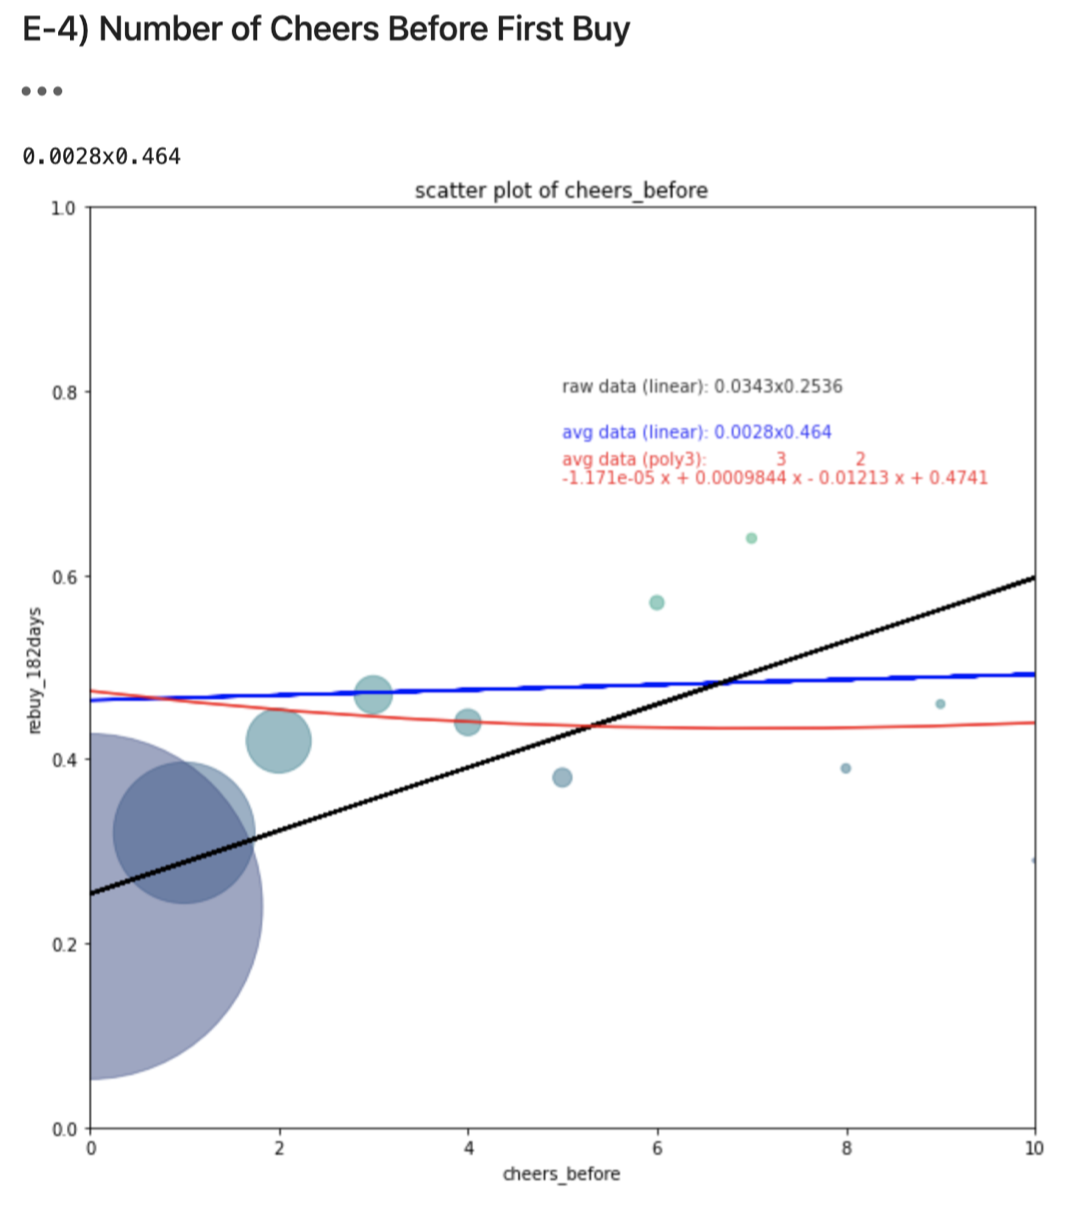 E-4) Number of Cheers Before First Buy
0.0028x0.464
scatter plot of cheers_before
1.0
0.8
0.6
0.4
0.2
0.0
rebuy_182days
raw data (linear): 0.0343x0.2536
avg data (linear): 0.0028x0.464
avg data (poly3): 3 2
-1.171e-05 x + 0.0009844 x - 0.01213 x + 0.4741
0 2 4 6 8 10
cheers_before